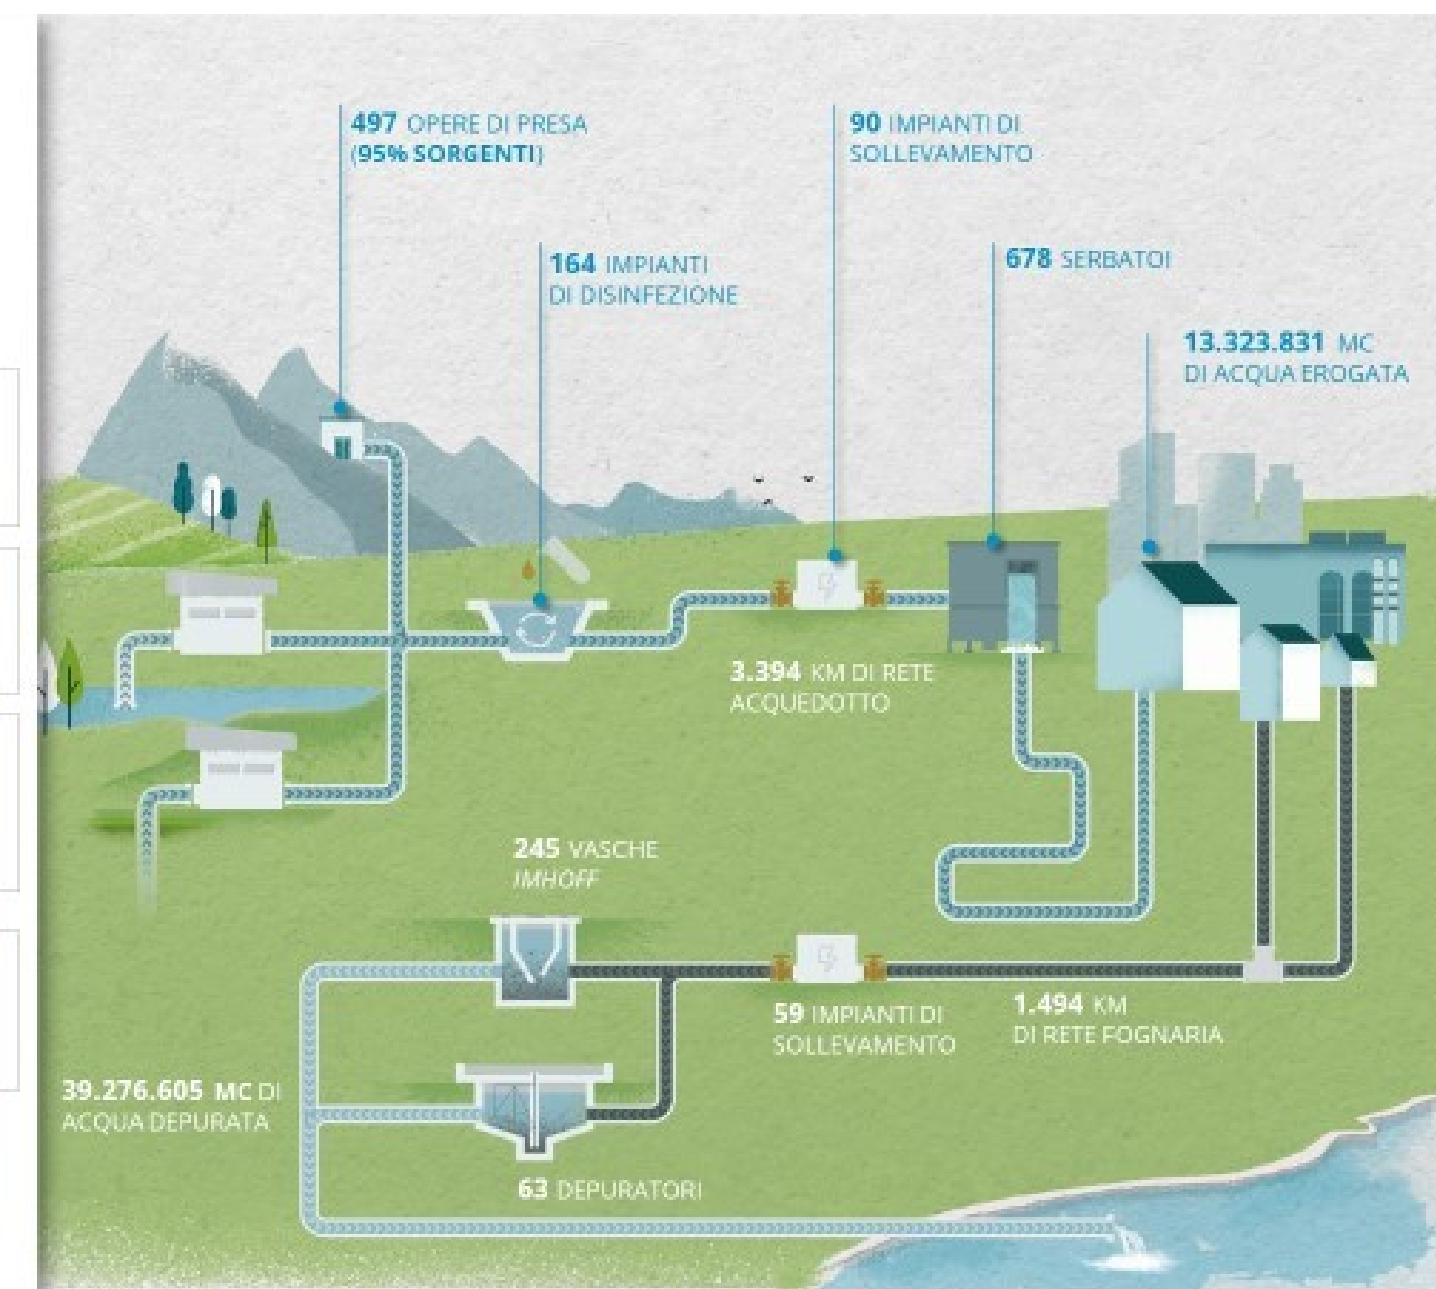 497 OPERE DI PRESA
(95% SORGENTI)
90 IMPIANTI DI
SOLLEVAMENTO
164 IMPIANTI
DI DISINFEZIONE
678 SERBATOI
13.323.831 MC
DI ACQUA EROGATA
3.394 KM DI RETE
ACQUEDOTTO
245 VASCHE
IMHOFF
59 IMPIANTI DI
SOLLEVAMENTO
1.494 KM
DI RETE FOGNARIA
39.276.605 MC DI
ACQUA DEPURATA
63 DEPURATORI